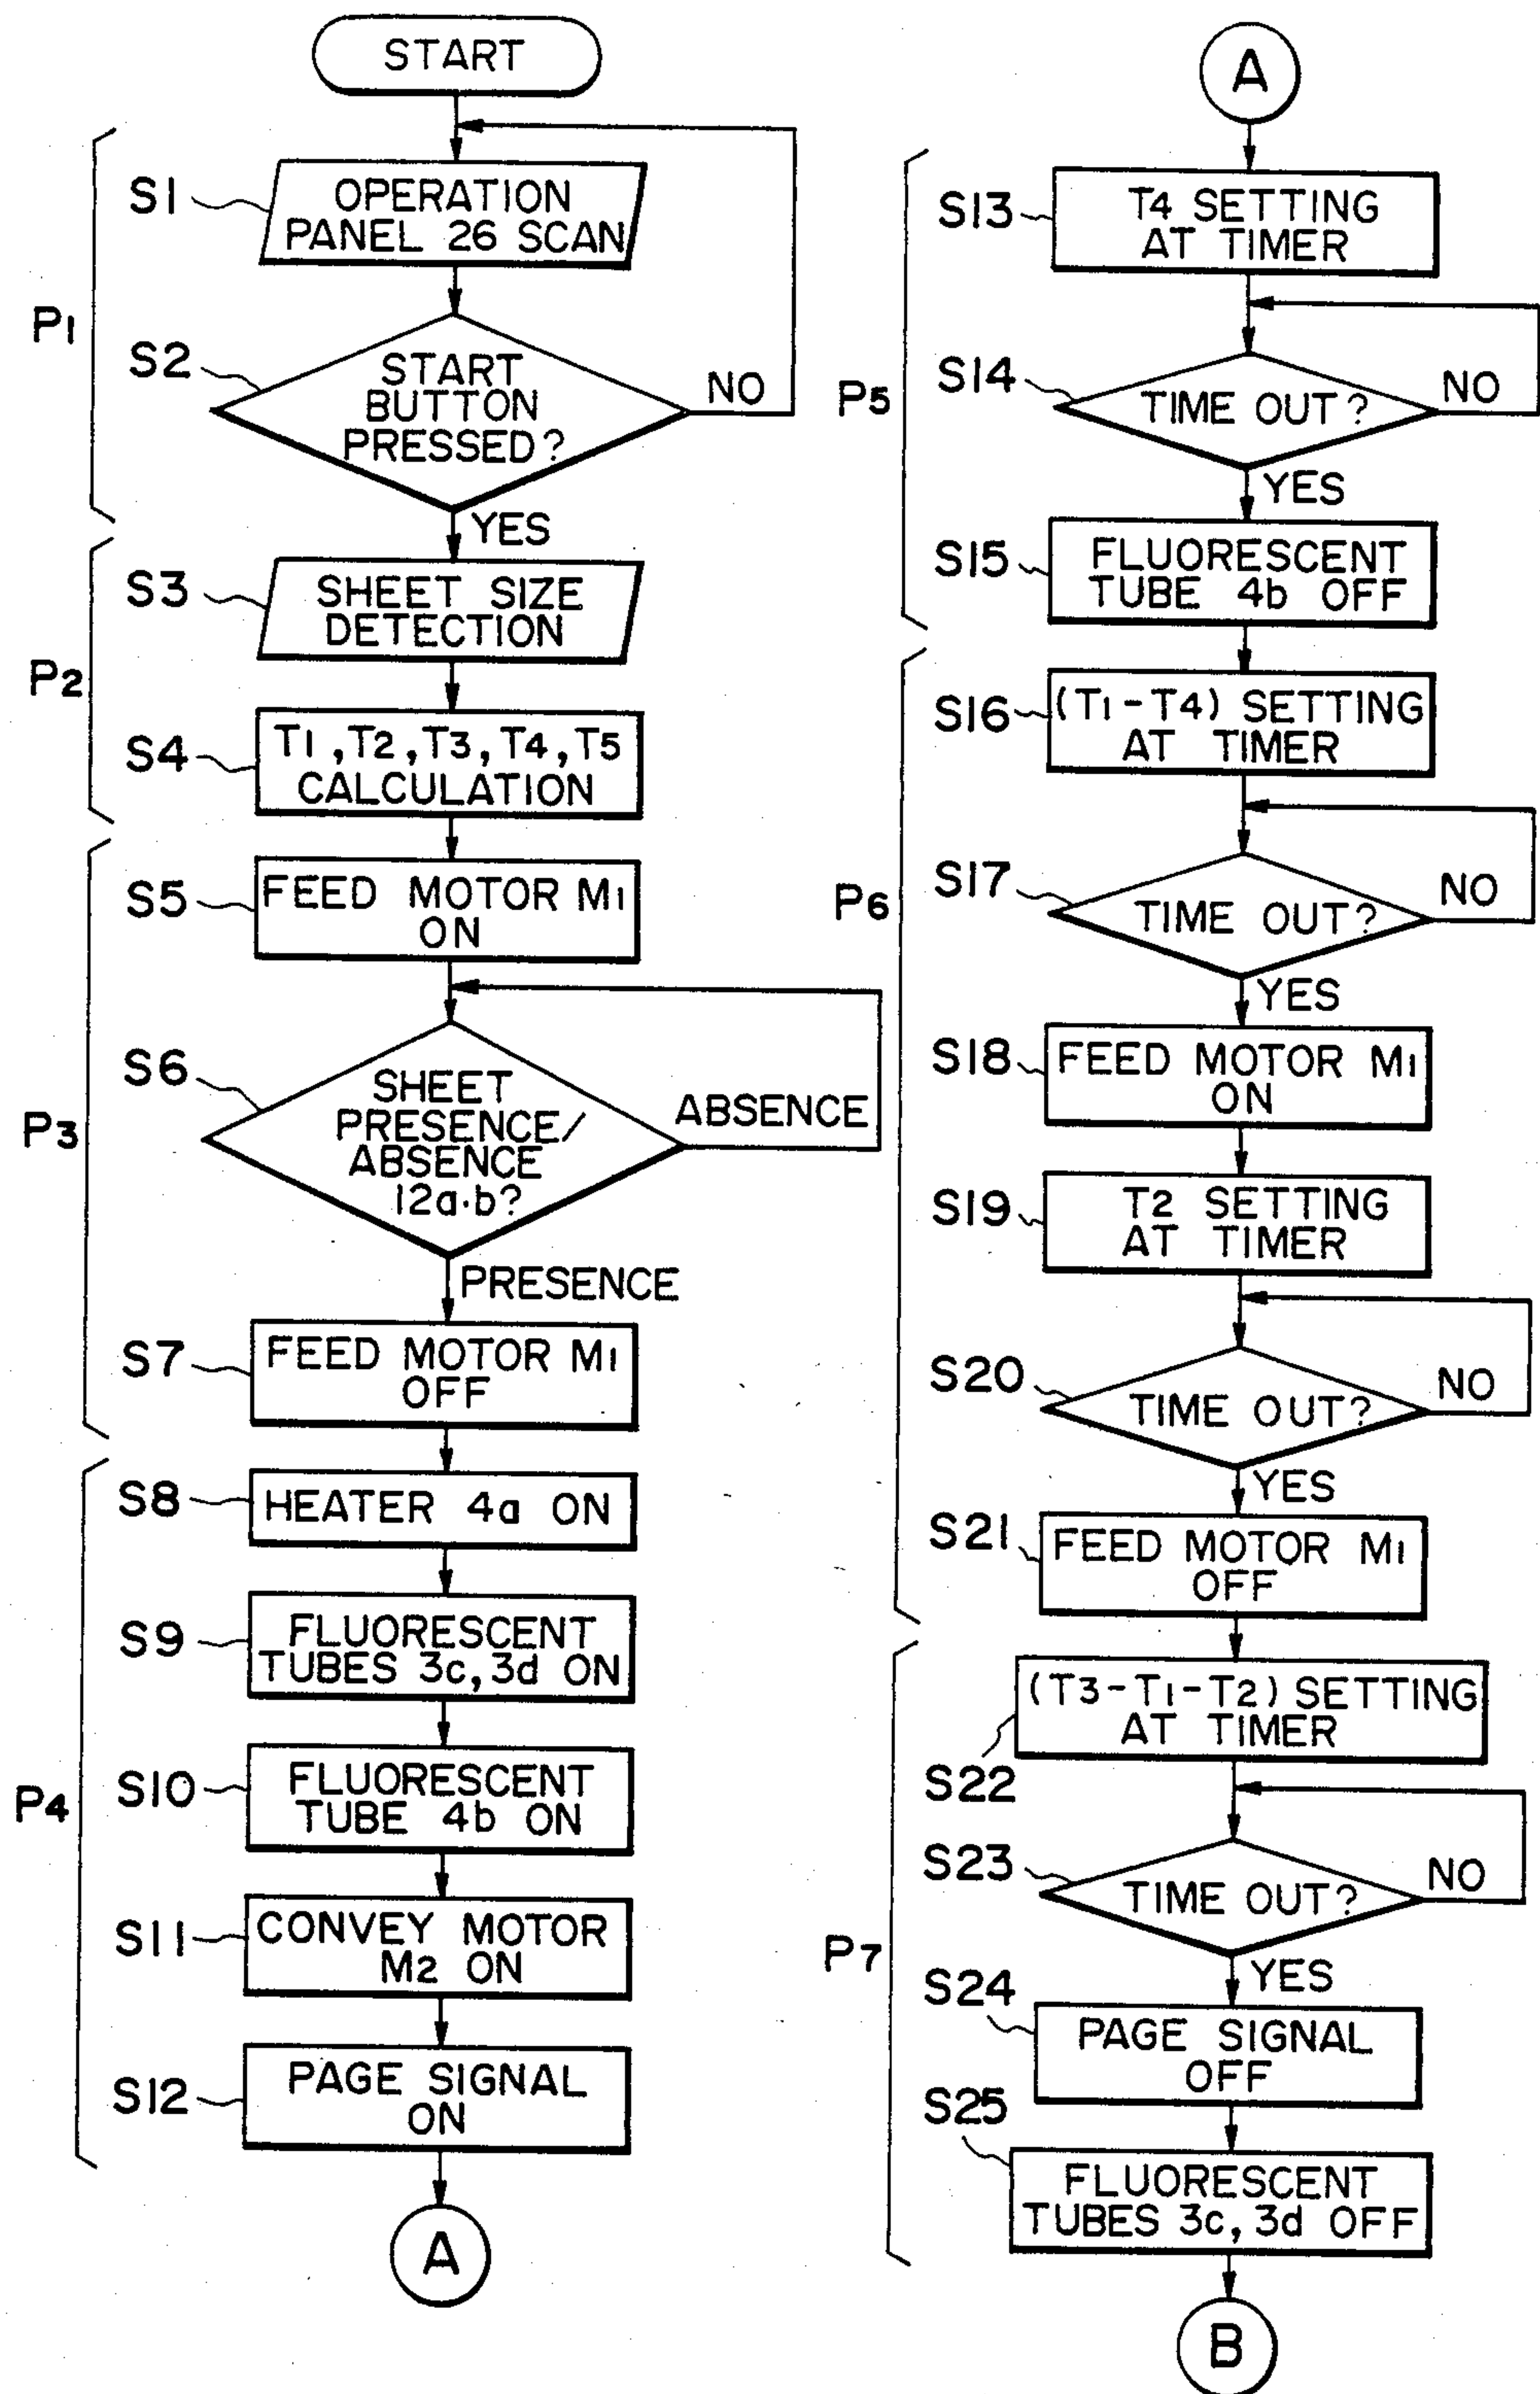 START
P1
S1
OPERATION
PANEL 26 SCAN
S2
START
BUTTON
PRESSED?
NO
YES
P2
S3
SHEET SIZE
DETECTION
S4
T1, T2, T3, T4, T5
CALCULATION
P3
S5
FEED MOTOR M1
ON
S6
SHEET
PRESENCE/
ABSENCE
12a·b?
ABSENCE
PRESENCE
S7
FEED MOTOR M1
OFF
P4
S8
HEATER 4a ON
S9
FLUORESCENT
TUBES 3c, 3d ON
S10
FLUORESCENT
TUBE 4b ON
S11
CONVEY MOTOR
M2 ON
S12
PAGE SIGNAL
ON
A
A
P5
S13
T4 SETTING
AT TIMER
S14
TIME OUT?
NO
YES
S15
FLUORESCENT
TUBE 4b OFF
P6
S16
(T1-T4) SETTING
AT TIMER
S17
TIME OUT?
NO
YES
S18
FEED MOTOR M1
ON
S19
T2 SETTING
AT TIMER
S20
TIME OUT?
NO
YES
S21
FEED MOTOR M1
OFF
P7
(T3-T1-T2) SETTING
AT TIMER
S22
S23
TIME OUT?
NO
YES
S24
PAGE SIGNAL
OFF
S25
FLUORESCENT
TUBES 3c, 3d OFF
B